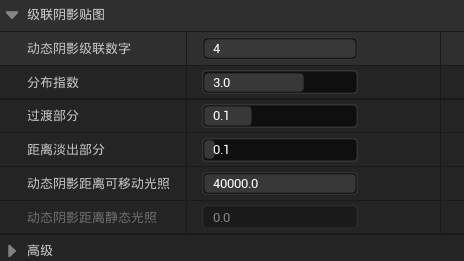 级联阴影贴图
动态阴影级联数字 4
分布指数 3.0
过渡部分 0.1
距离淡出部分 0.1
动态阴影距离可移动光照 40000.0
动态阴影距离静态光照 0.0
高级